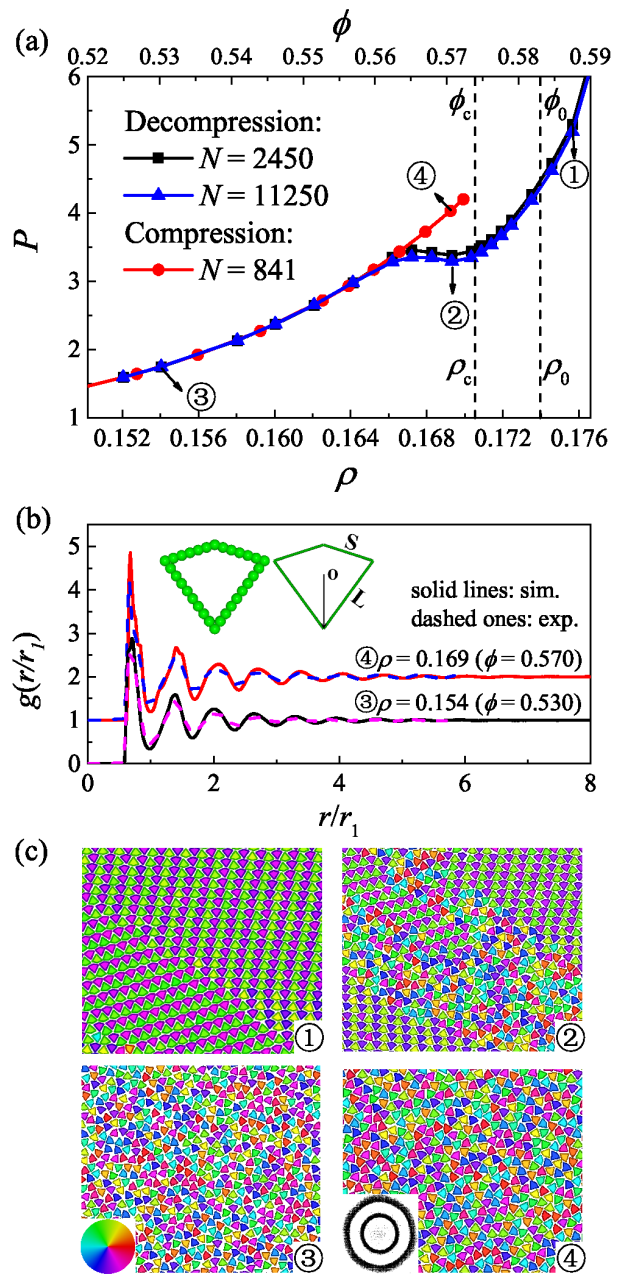 (a)
ϕ
0.52 0.53 0.54 0.55 0.56 0.57 0.58 0.59
6
5
4
3
2
1
P
Decompression:
N = 2450
N = 11250
Compression:
N = 841
ϕc ϕ0
④ ①
②
③
ρc ρ0
0.152 0.156 0.160 0.164 0.168 0.172 0.176
ρ
(b)
5
4
3
2
1
0
g(r/r1)
S
o
L
solid lines: sim.
dashed ones: exp.
④ρ = 0.169 (ϕ = 0.570)
③ρ = 0.154 (ϕ = 0.530)
0 2 4 6 8
r/r1
(c)
① ②
③ ④